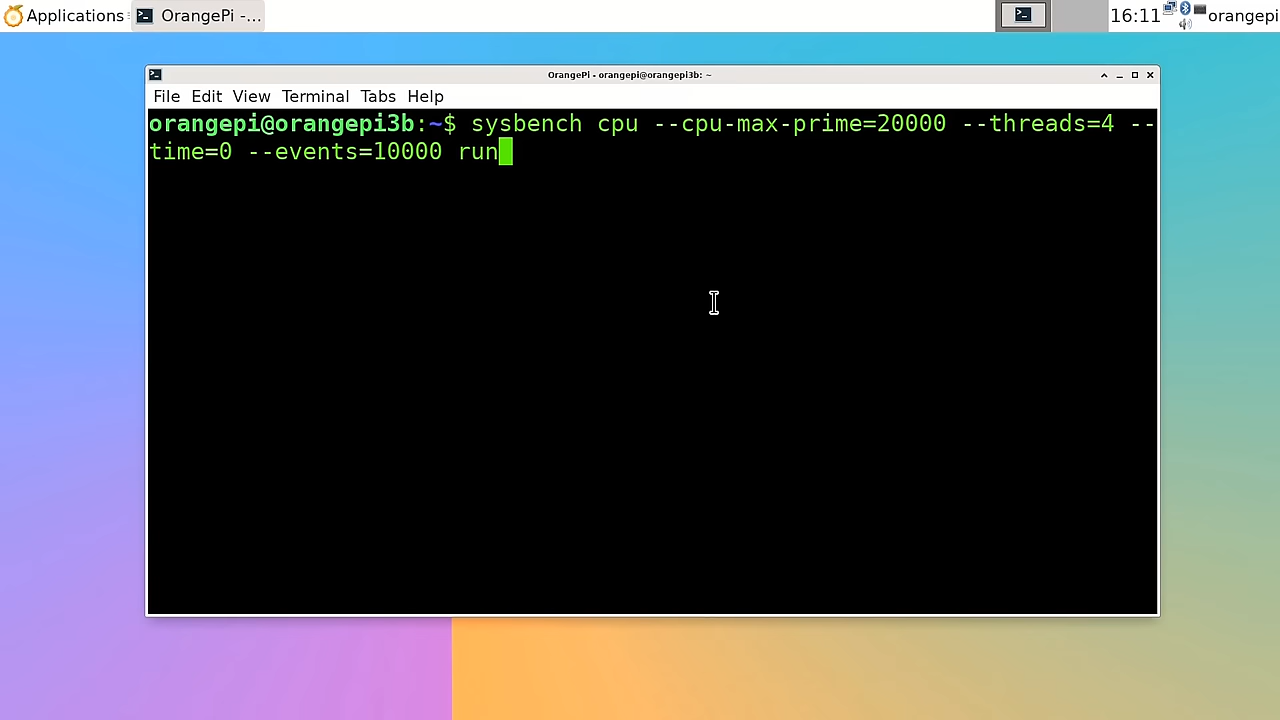 Applications
OrangePi -...
16:11
orangepi
OrangePi - orangepi@orangepi3b: ~
File Edit View Terminal Tabs Help
orangepi@orangepi3b:~$ sysbench cpu --cpu-max-prime=20000 --threads=4 --
time=0 --events=10000 run